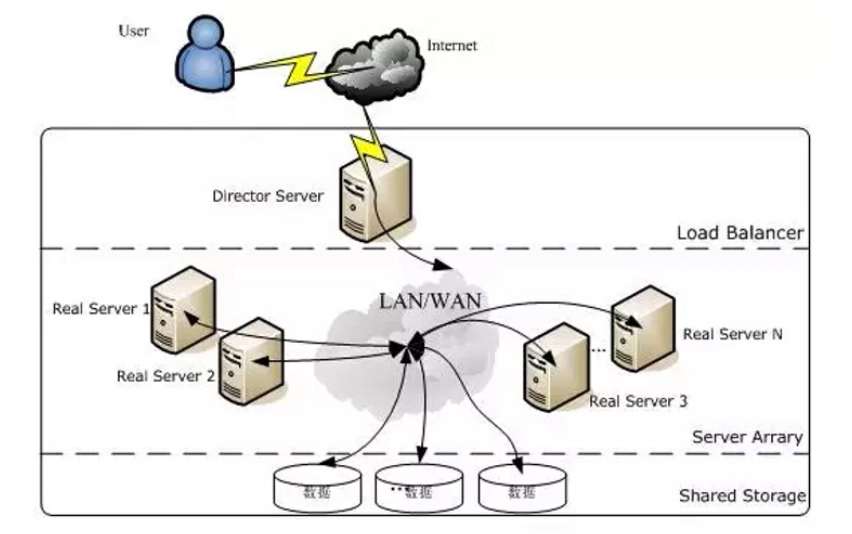 User
Internet
Director Server
Load Balancer
LAN/WAN
Real Server 1
Real Server N
Real Server 2
Real Server 3
...
Server Arrary
数据
...数据
数据
Shared Storage